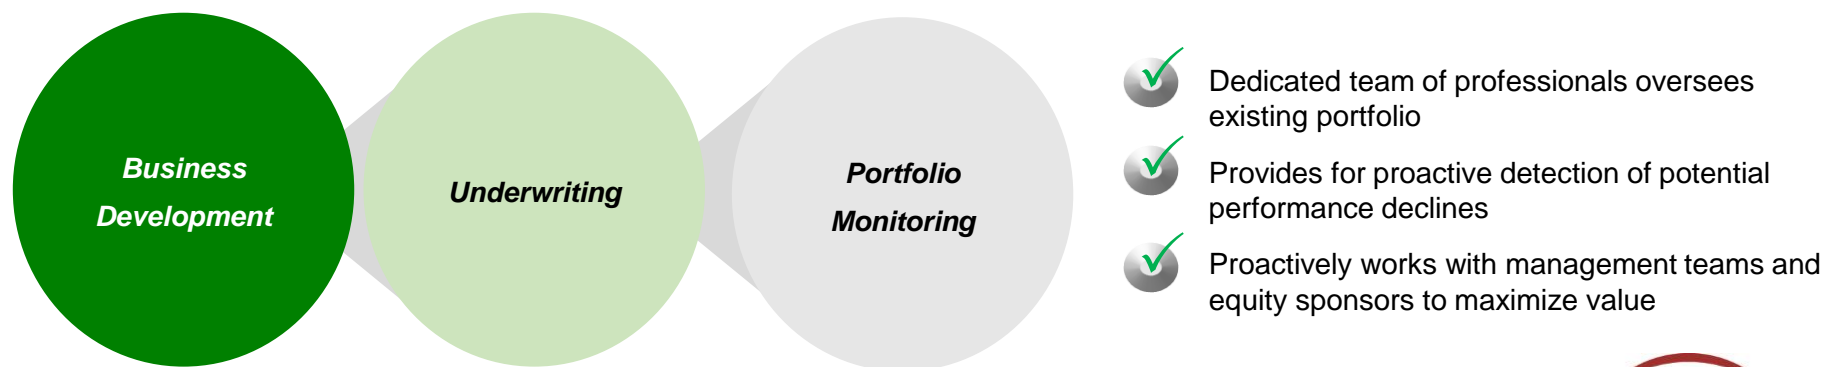 Business
Development
Underwriting
Portfolio
Monitoring
Dedicated team of professionals oversees
existing portfolio
Provides for proactive detection of potential
performance declines
Proactively works with management teams and
equity sponsors to maximize value